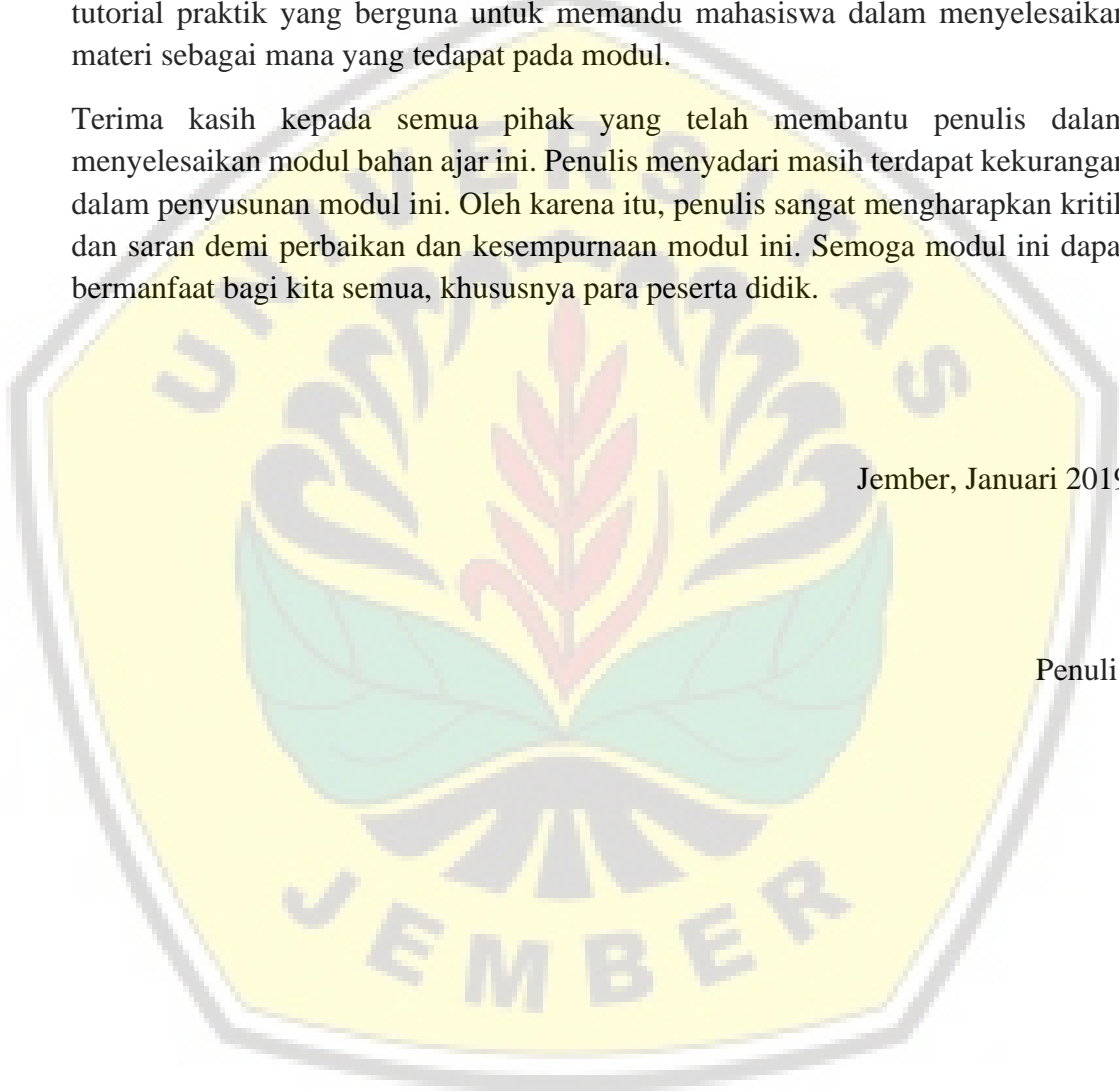 tutorial praktik yang berguna untuk memandu mahasiswa dalam menyelesaikan
materi sebagai mana yang tedapat pada modul.
Terima kasih kepada semua pihak yang telah membantu penulis dalam
menyelesaikan modul bahan ajar ini. Penulis menyadari masih terdapat kekurangan
dalam penyusunan modul ini. Oleh karena itu, penulis sangat mengharapkan kritik
dan saran demi perbaikan dan kesempurnaan modul ini. Semoga modul ini dapa
bermanfaat bagi kita semua, khususnya para peserta didik.
Jember, Januari 2019
Penuli
UNIVERSITAS
JEMBER